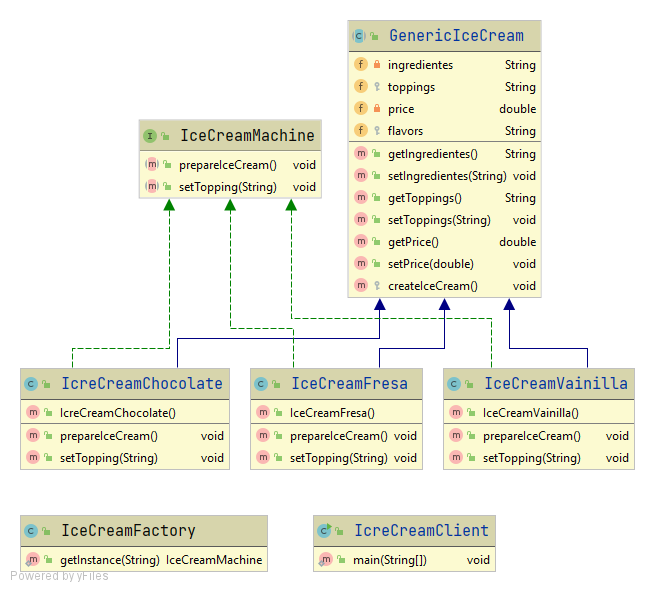 GenericIceCream
ingredientes String
toppings String
price double
flavors String
getIngredientes() String
setIngredientes(String) void
getToppings() String
setToppings(String) void
getPrice() double
setPrice(double) void
createIceCream() void
IceCreamMachine
prepareIceCream() void
setTopping(String) void
IcreCreamChocolate
IcreCreamChocolate()
prepareIceCream() void
setTopping(String) void
IceCreamFresa
IceCreamFresa()
prepareIceCream() void
setTopping(String) void
IceCreamVainilla
IceCreamVainilla()
prepareIceCream() void
setTopping(String) void
IceCreamFactory
getInstance(String) IceCreamMachine
IcreCreamClient
main(String[]) void
Powered by yFiles